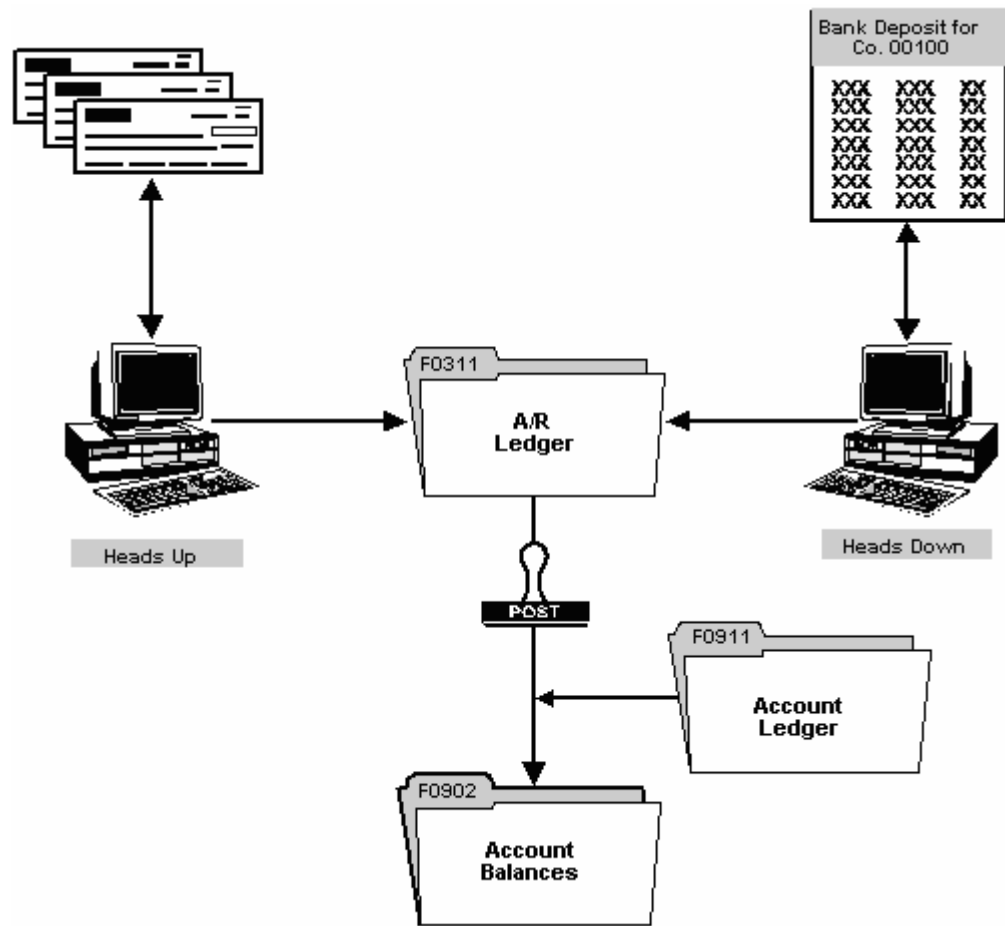 Bank Deposit for
Co. 00100
XXX XXX XX
XXX XXX XX
XXX XXX XX
XXX XXX XX
XXX XXX XX
XXX XXX XX
XXX XXX XX
F0311
A/R
Ledger
Heads Up
Heads Down
POST
F0911
Account
Ledger
F0902
Account
Balances